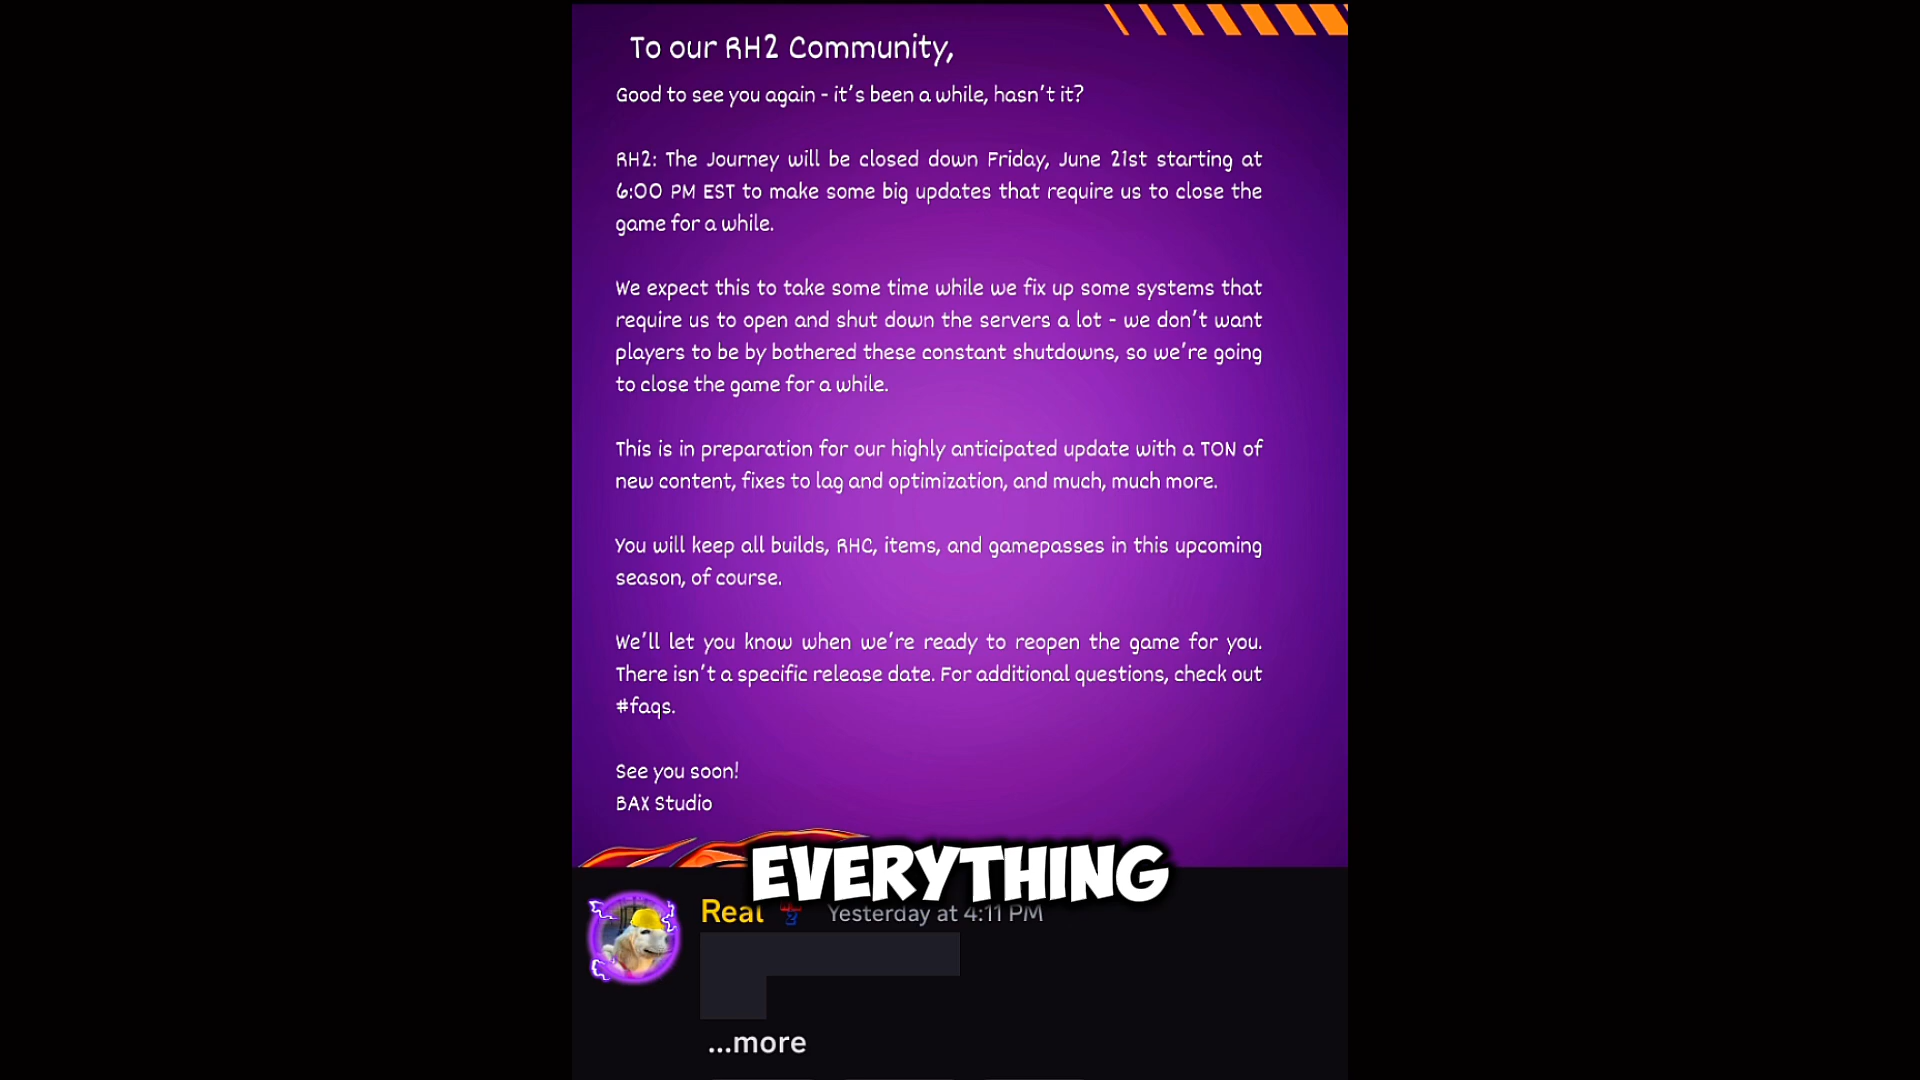 To our RH2 Community,
Good to see you again - it's been a while, hasn't it?
RH2: The Journey will be closed down Friday, June 21st starting at
6:00 PM EST to make some big updates that require us to close the
game for a while.
We expect this to take some time while we fix up some systems that
require us to open and shut down the servers a lot - we don't want
players to be by bothered these constant shutdowns, so we're going
to close the game for a while.
This is in preparation for our highly anticipated update with a TON of
new content, fixes to lag and optimization, and much, much more.
You will keep all builds, RHC, items, and gamepasses in this upcoming
season, of course.
We'll let you know when we're ready to reopen the game for you.
There isn't a specific release date. For additional questions, check out
#faqs.
See you soon!
BAX Studio
EVERYTHING
Real Yesterday at 4:11 PM
...more